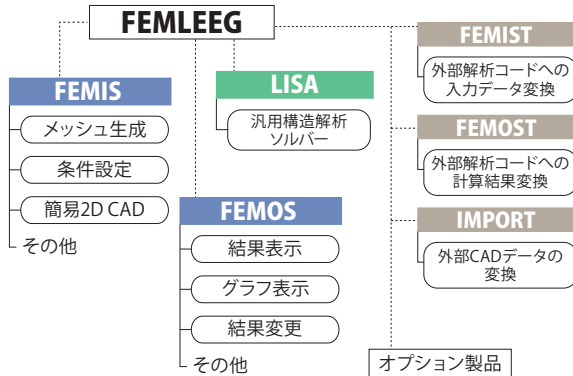 FEMLEEG
FEMIS
メッシュ生成
条件設定
簡易2D CAD
その他
LISA
汎用構造解析
ソルバー
FEMOS
結果表示
グラフ表示
結果変更
その他
FEMIST
外部解析コードへの
入力データ変換
FEMOST
外部解析コードへの
計算結果変換
IMPORT
外部CADデータの
変換
オプション製品